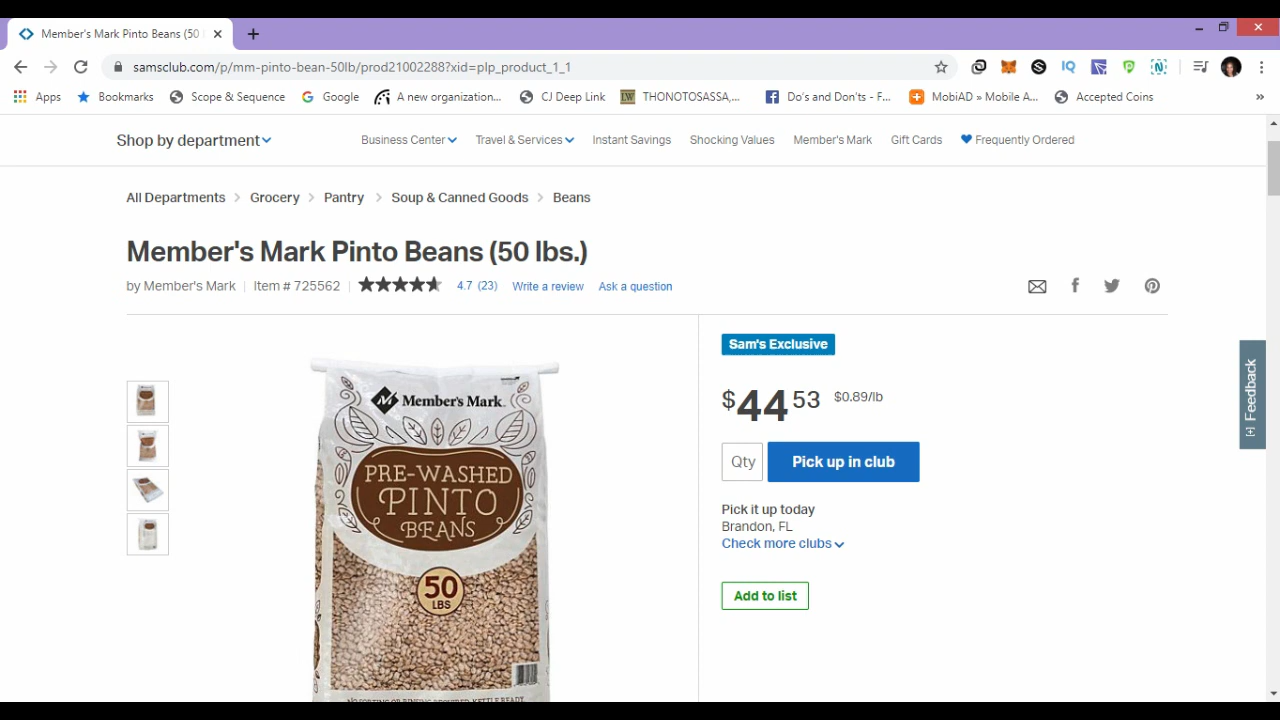 Member's Mark Pinto Beans (50
samsclub.com/p/mm-pinto-bean-50lb/prod21002288?xid=plp_product_1_1
Apps Bookmarks Scope & Sequence Google A new organization... CJ Deep Link THONOTOSASSA,... Do's and Don'ts - F... MobiAD » Mobile A... Accepted Coins »
Shop by department Business Center Travel & Services Instant Savings Shocking Values Member's Mark Gift Cards Frequently Ordered
All Departments > Grocery > Pantry > Soup & Canned Goods > Beans
Member's Mark Pinto Beans (50 lbs.)
by Member's Mark Item # 725562 4.7 (23) Write a review Ask a question
Sam's Exclusive
$44 53 $0.89/lb
Qty Pick up in club
Pick it up today
Brandon, FL
Check more clubs
Add to list
Feedback
Member's Mark
PRE-WASHED
PINTO
BEANS
50
LBS